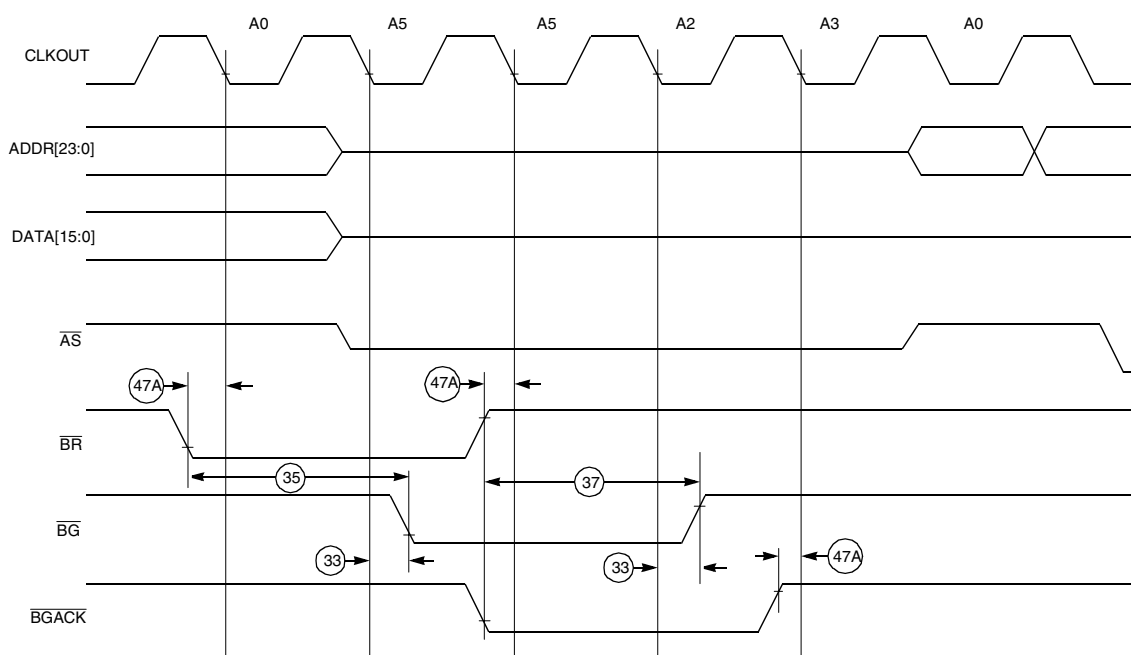 A0 A5 A5 A2 A3 A0
CLKOUT
ADDR[23:0]
DATA[15:0]
AS
47A 47A
BR
35 37
BG
33 33 47A
BGACK